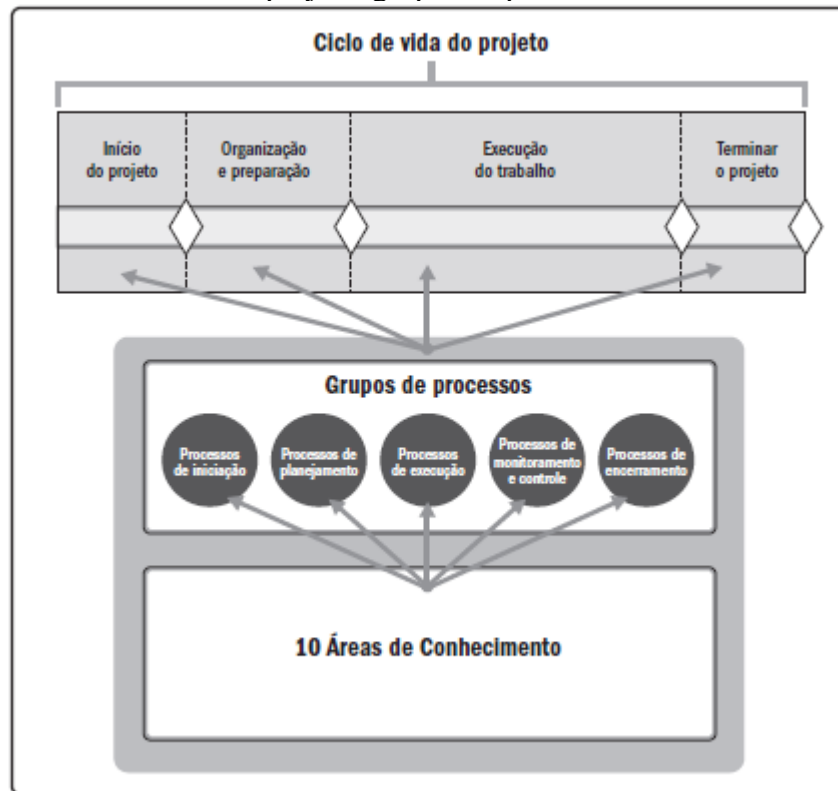 Ciclo de vida do projeto
Início
do projeto
Organização
e preparação
Execução
do trabalho
Terminar
o projeto
Grupos de processos
Processos
de iniciação
Processos de
planejamento
Processos
de execução
Processos de
monitoramento
e controle
Processos de
encerramento
10 Áreas de Conhecimento